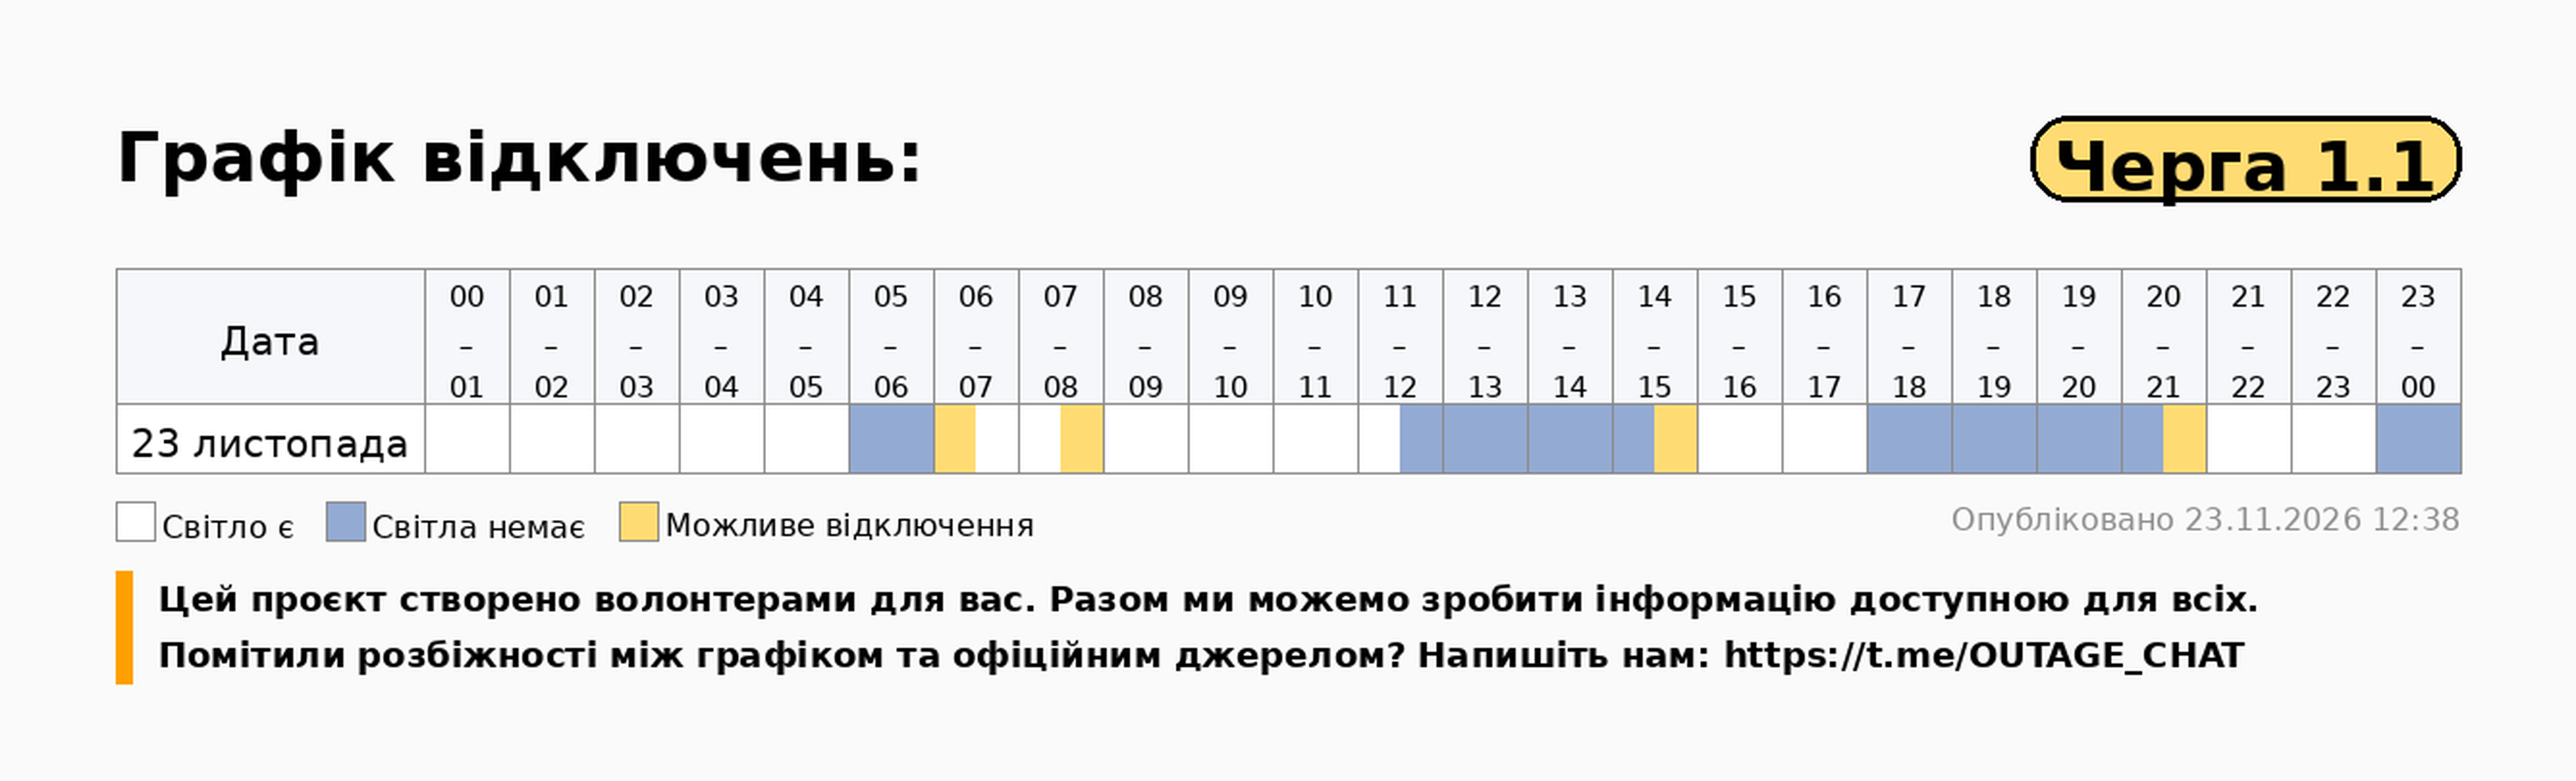 Графік відключень:
Черга 1.1
Дата
00 – 01
01 – 02
02 – 03
03 – 04
04 – 05
05 – 06
06 – 07
07 – 08
08 – 09
09 – 10
10 – 11
11 – 12
12 – 13
13 – 14
14 – 15
15 – 16
16 – 17
17 – 18
18 – 19
19 – 20
20 – 21
21 – 22
22 – 23
23 – 00
23 листопада
Світло є
Світла немає
Можливе відключення
Опубліковано 23.11.2026 12:38
Цей проєкт створено волонтерами для вас. Разом ми можемо зробити інформацію доступною для всіх.
Помітили розбіжності між графіком та офіційним джерелом? Напишіть нам: https://t.me/OUTAGE_CHAT